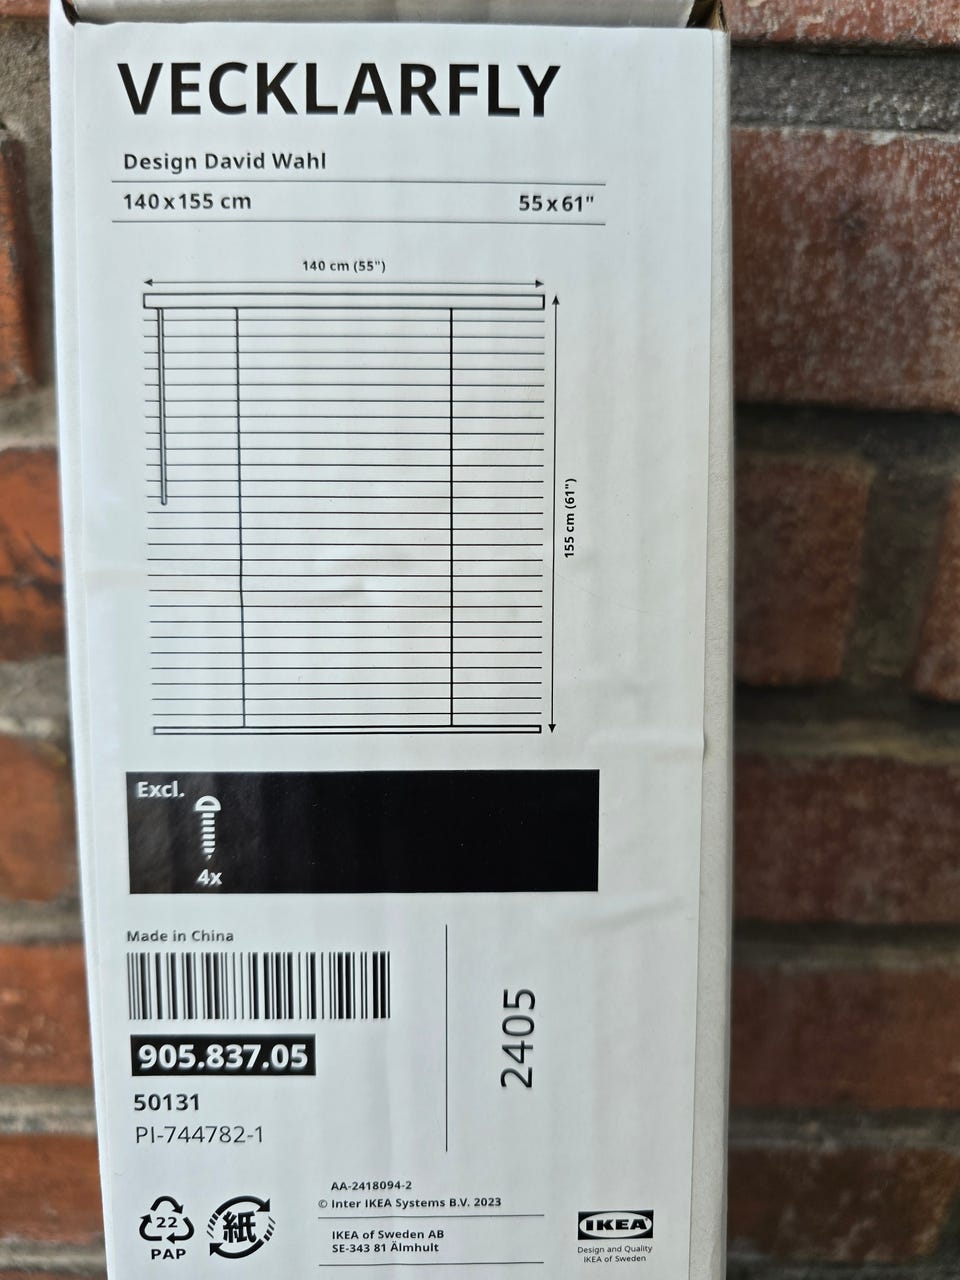 VECKLARFLY
Design David Wahl
140x155 cm 55x61"
140 cm (55")
155 cm (61")
Excl.
4x
Made in China
905.837.05
50131
PI-744782-1
2405
22
PAP
紙
AA-2418094-2
© Inter IKEA Systems B.V. 2023
IKEA of Sweden AB
SE-343 81 Älmhult
IKEA
Design and Quality
IKEA of Sweden